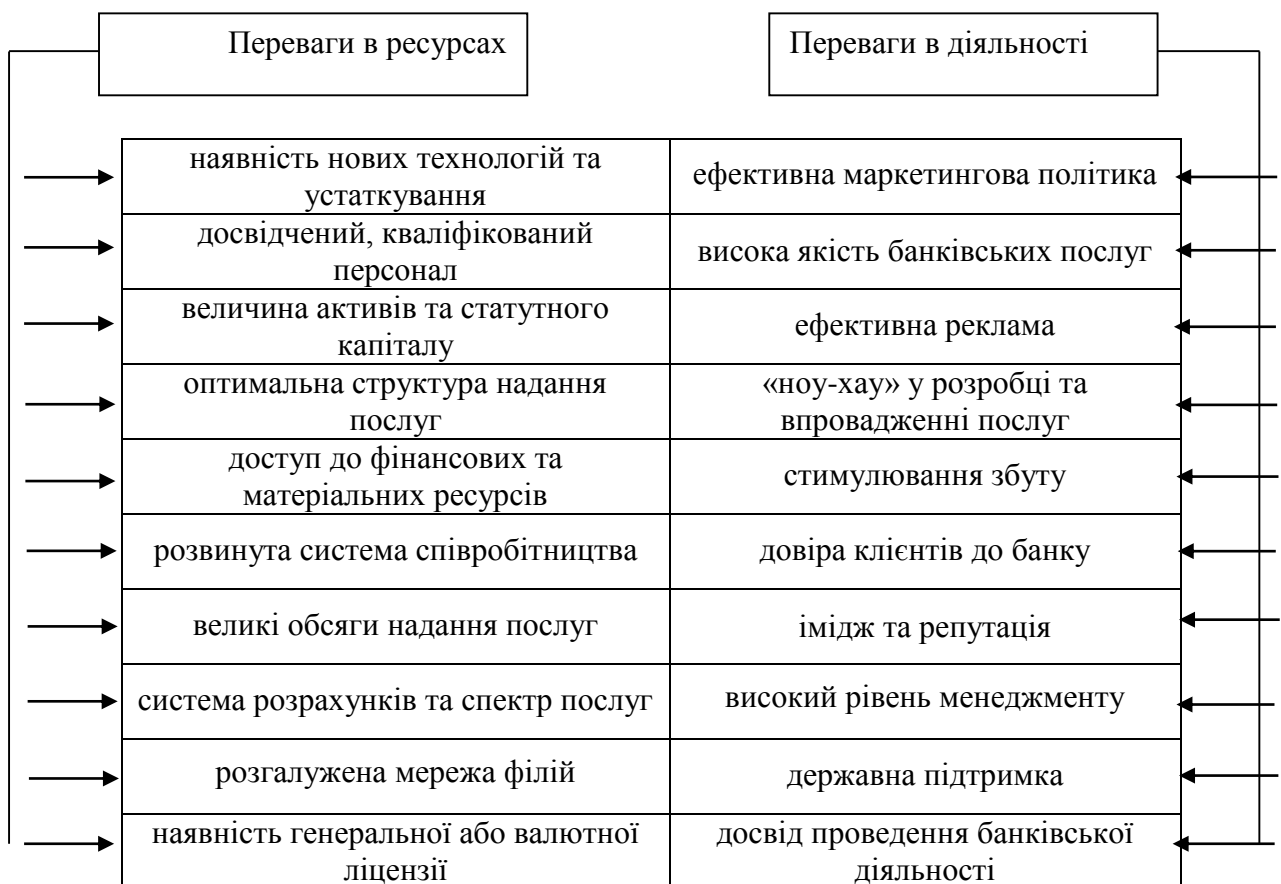 Переваги в ресурсах
Переваги в діяльності
наявність нових технологій та
устаткування
ефективна маркетингова політика
досвідчений, кваліфікований
персонал
висока якість банківських послуг
величина активів та статутного
капіталу
ефективна реклама
оптимальна структура надання
послуг
«ноу-хау» у розробці та
впровадженні послуг
доступ до фінансових та
матеріальних ресурсів
стимулювання збуту
розвинута система співробітництва
довіра клієнтів до банку
великі обсяги надання послуг
імідж та репутація
система розрахунків та спектр послуг
високий рівень менеджменту
розгалужена мережа філій
державна підтримка
наявність генеральної або валютної
ліцензії
досвід проведення банківської
діяльності